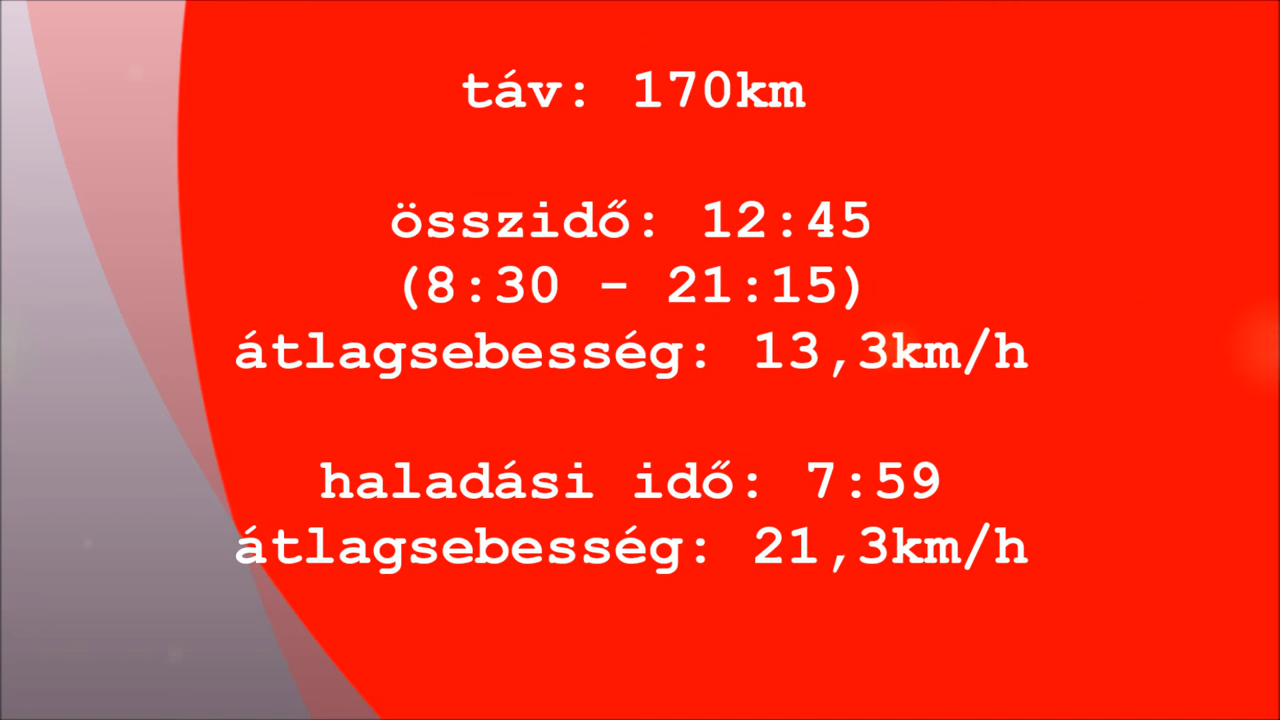 táv: 170km
összidő: 12:45
(8:30 - 21:15)
átlagsebesség: 13,3km/h
haladási idő: 7:59
átlagsebesség: 21,3km/h